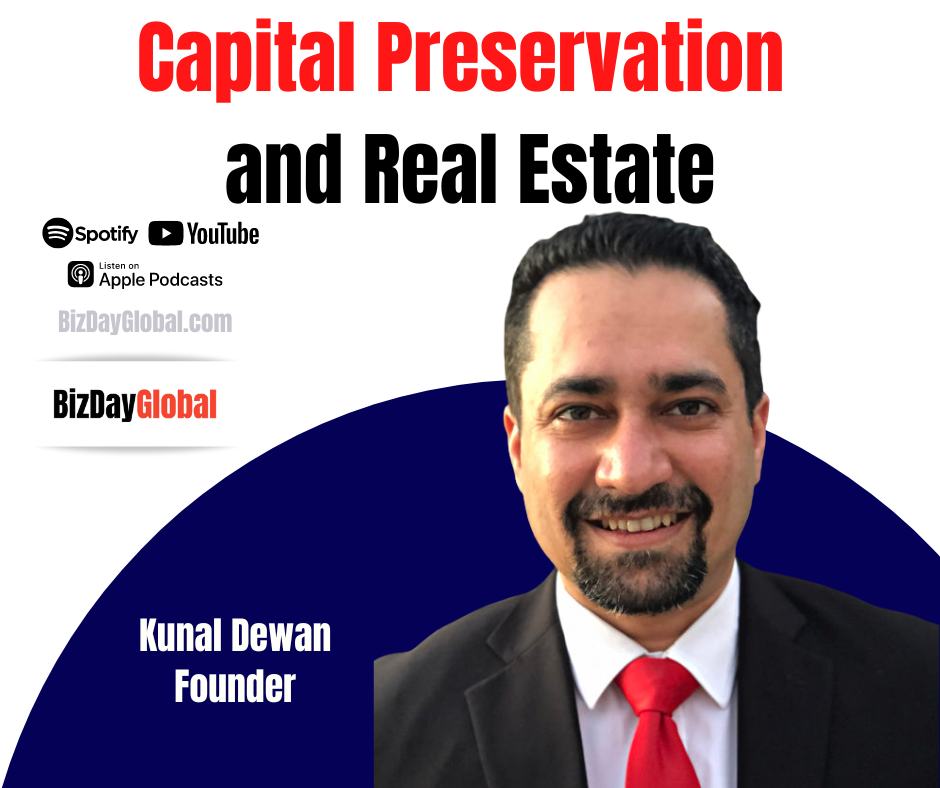 Capital Preservation
and Real Estate
Spotify YouTube
Listen on
Apple Podcasts
BizDayGlobal.com
BizDayGlobal
Kunal Dewan
Founder